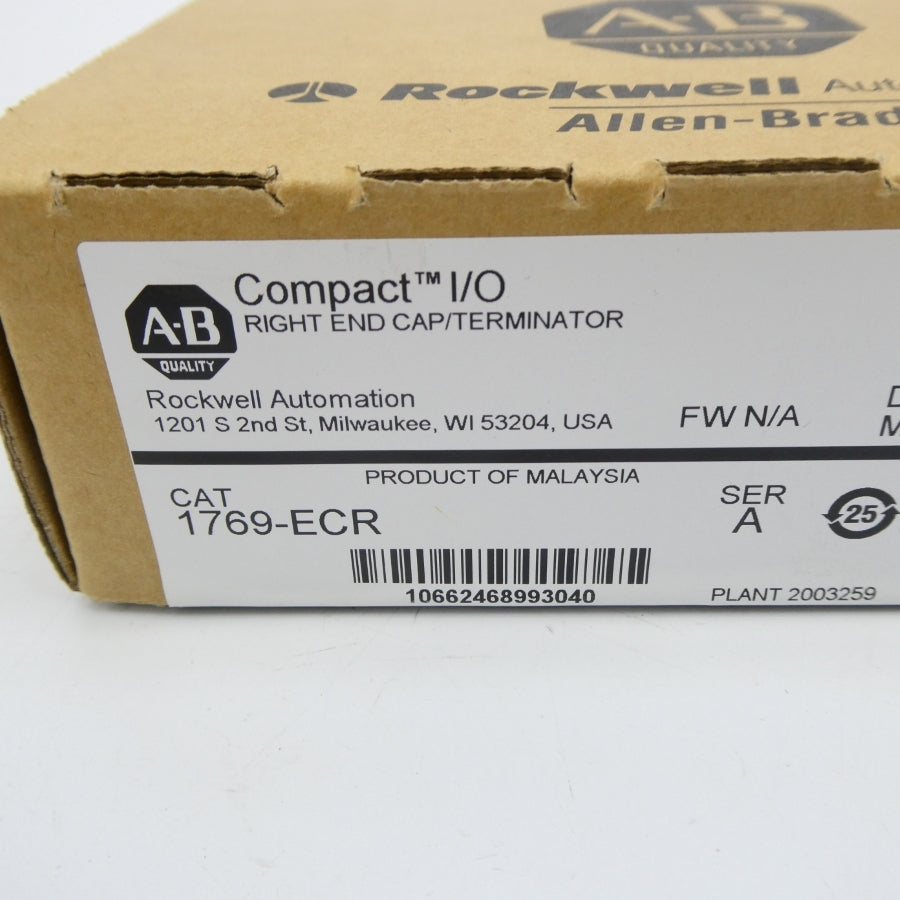 A-B
QUALITY
Rockwell
Allen-Brad
Compact™ I/O
A-B
QUALITY
RIGHT END CAP/TERMINATOR
Rockwell Automation
1201 S 2nd St, Milwaukee, WI 53204, USA
FW N/A
PRODUCT OF MALAYSIA
CAT
1769-ECR
SER
A
25
10662468993040
PLANT 2003259